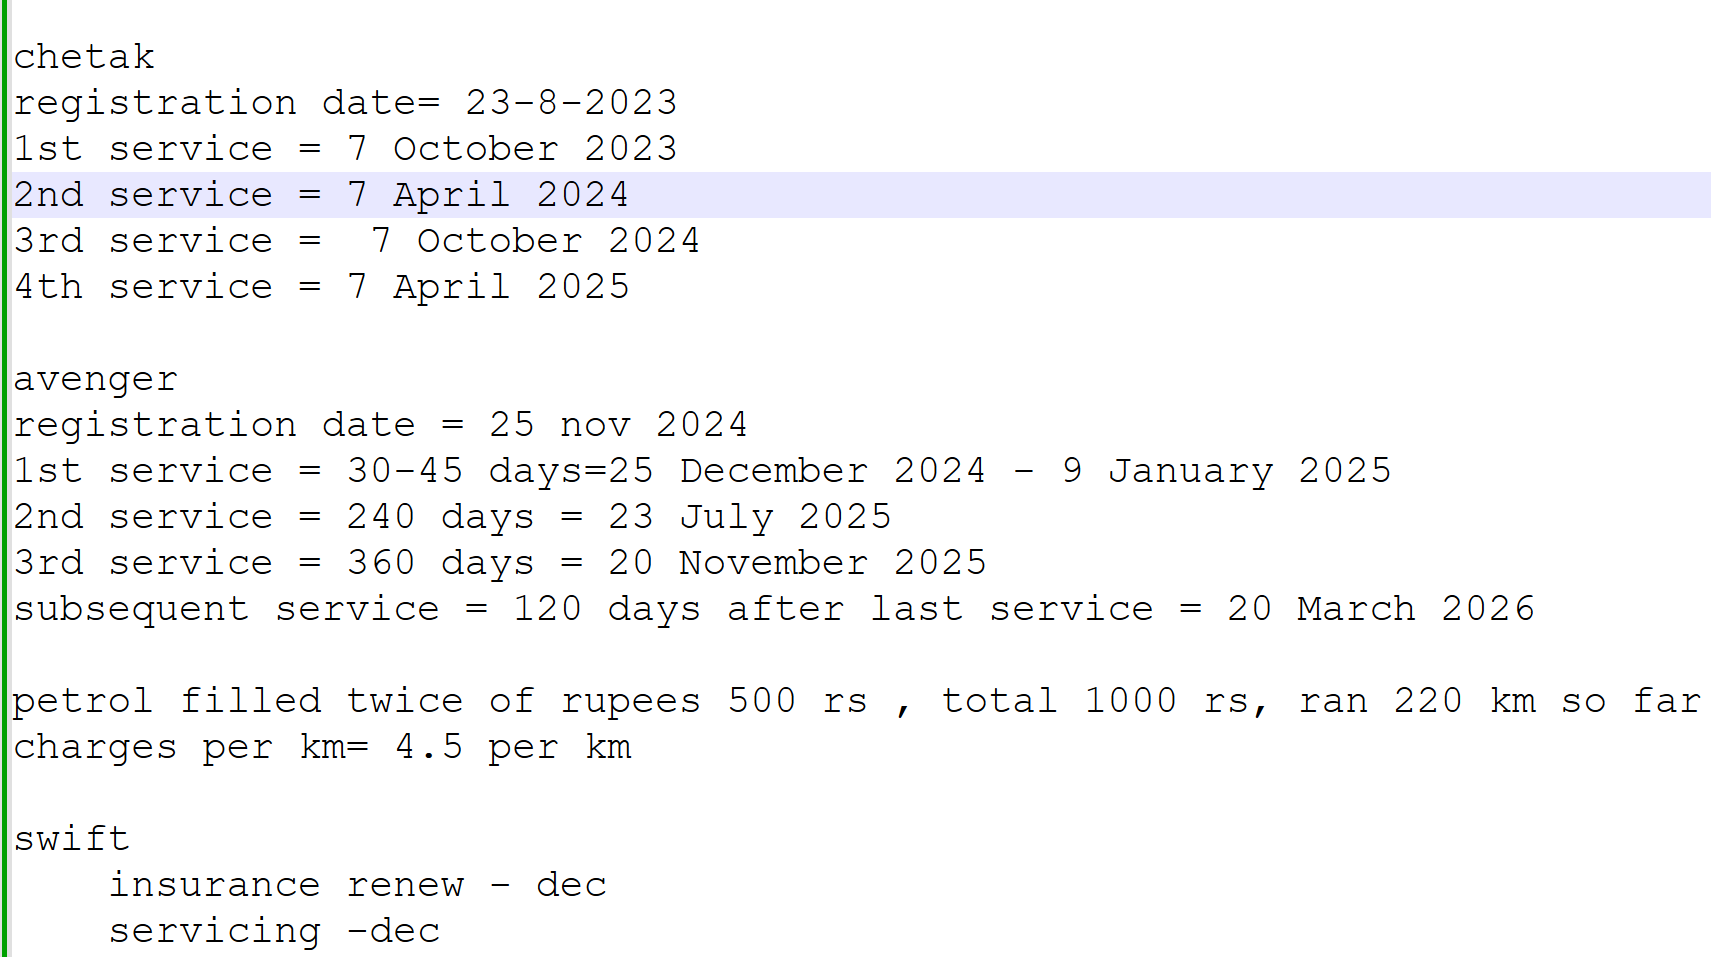 chetak
registration date= 23-8-2023
1st service = 7 October 2023
2nd service = 7 April 2024
3rd service =  7 October 2024
4th service = 7 April 2025
avenger
registration date = 25 nov 2024
1st service = 30-45 days=25 December 2024 - 9 January 2025
2nd service = 240 days = 23 July 2025
3rd service = 360 days = 20 November 2025
subsequent service = 120 days after last service = 20 March 2026
petrol filled twice of rupees 500 rs , total 1000 rs, ran 220 km so far
charges per km= 4.5 per km
swift
    insurance renew - dec
    servicing -dec